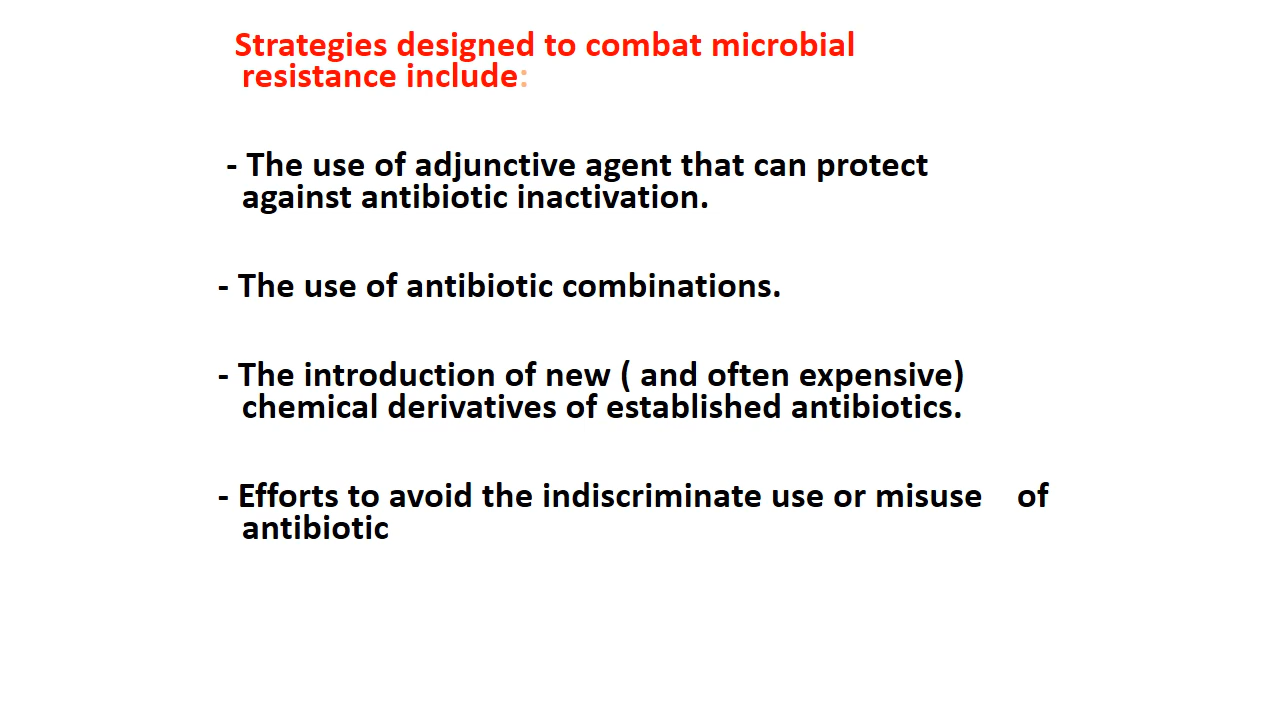 Strategies designed to combat microbial
resistance include:
- The use of adjunctive agent that can protect
against antibiotic inactivation.
- The use of antibiotic combinations.
- The introduction of new ( and often expensive)
chemical derivatives of established antibiotics.
- Efforts to avoid the indiscriminate use or misuse    of
antibiotic